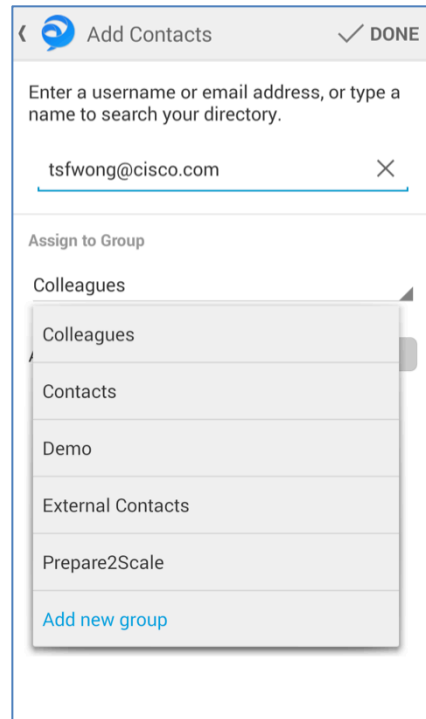 Add Contacts
DONE
Enter a username or email address, or type a
name to search your directory.
tsfwong@cisco.com
Assign to Group
Colleagues
Colleagues
Contacts
Demo
External Contacts
Prepare2Scale
Add new group